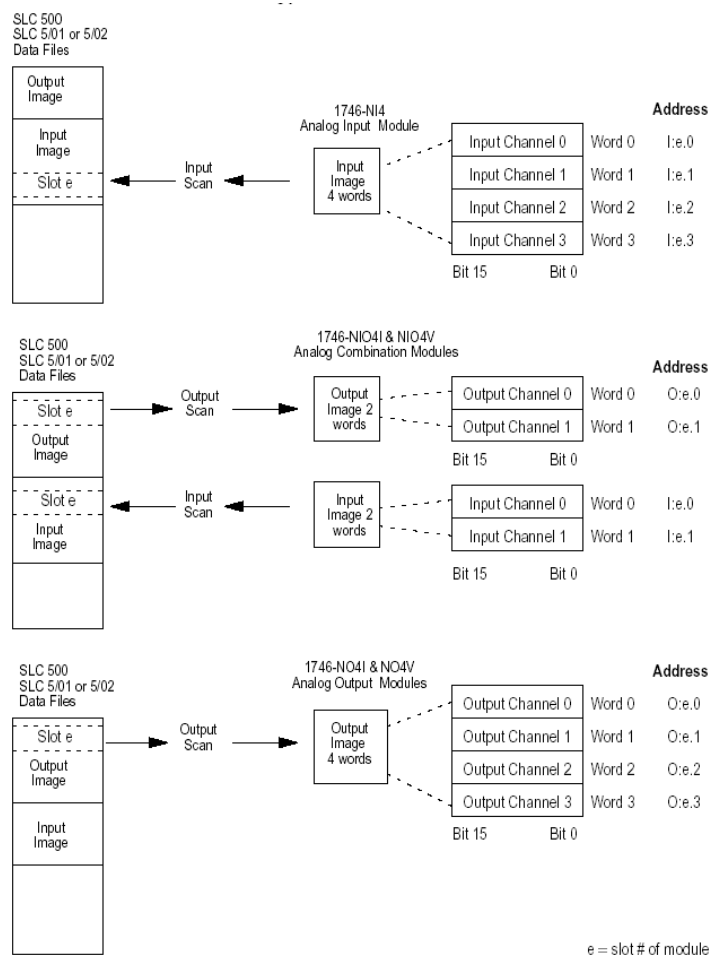 SLC 500
SLC 5/01 or 5/02
Data Files
Output
Image
Input
Image
Slot e
Input
Scan
1746-NI4
Analog Input Module
Input
Image
4 words
Address
Input Channel 0 Word 0 I:e.0
Input Channel 1 Word 1 I:e.1
Input Channel 2 Word 2 I:e.2
Input Channel 3 Word 3 I:e.3
Bit 15 Bit 0
SLC 500
SLC 5/01 or 5/02
Data Files
Slot e
Output
Image
Slot e
Input
Image
Output
Scan
Input
Scan
1746-NIO4I & NIO4V
Analog Combination Modules
Output
Image 2
words
Address
Output Channel 0 Word 0 O:e.0
Output Channel 1 Word 1 O:e.1
Bit 15 Bit 0
Input
Image 2
words
Input Channel 0 Word 0 I:e.0
Input Channel 1 Word 1 I:e.1
Bit 15 Bit 0
SLC 500
SLC 5/01 or 5/02
Data Files
Slot e
Output
Image
Input
Image
Output
Scan
1746-NO4I & NO4V
Analog Output Modules
Output
Image
4 words
Address
Output Channel 0 Word 0 O:e.0
Output Channel 1 Word 1 O:e.1
Output Channel 2 Word 2 O:e.2
Output Channel 3 Word 3 O:e.3
Bit 15 Bit 0
e = slot # of module